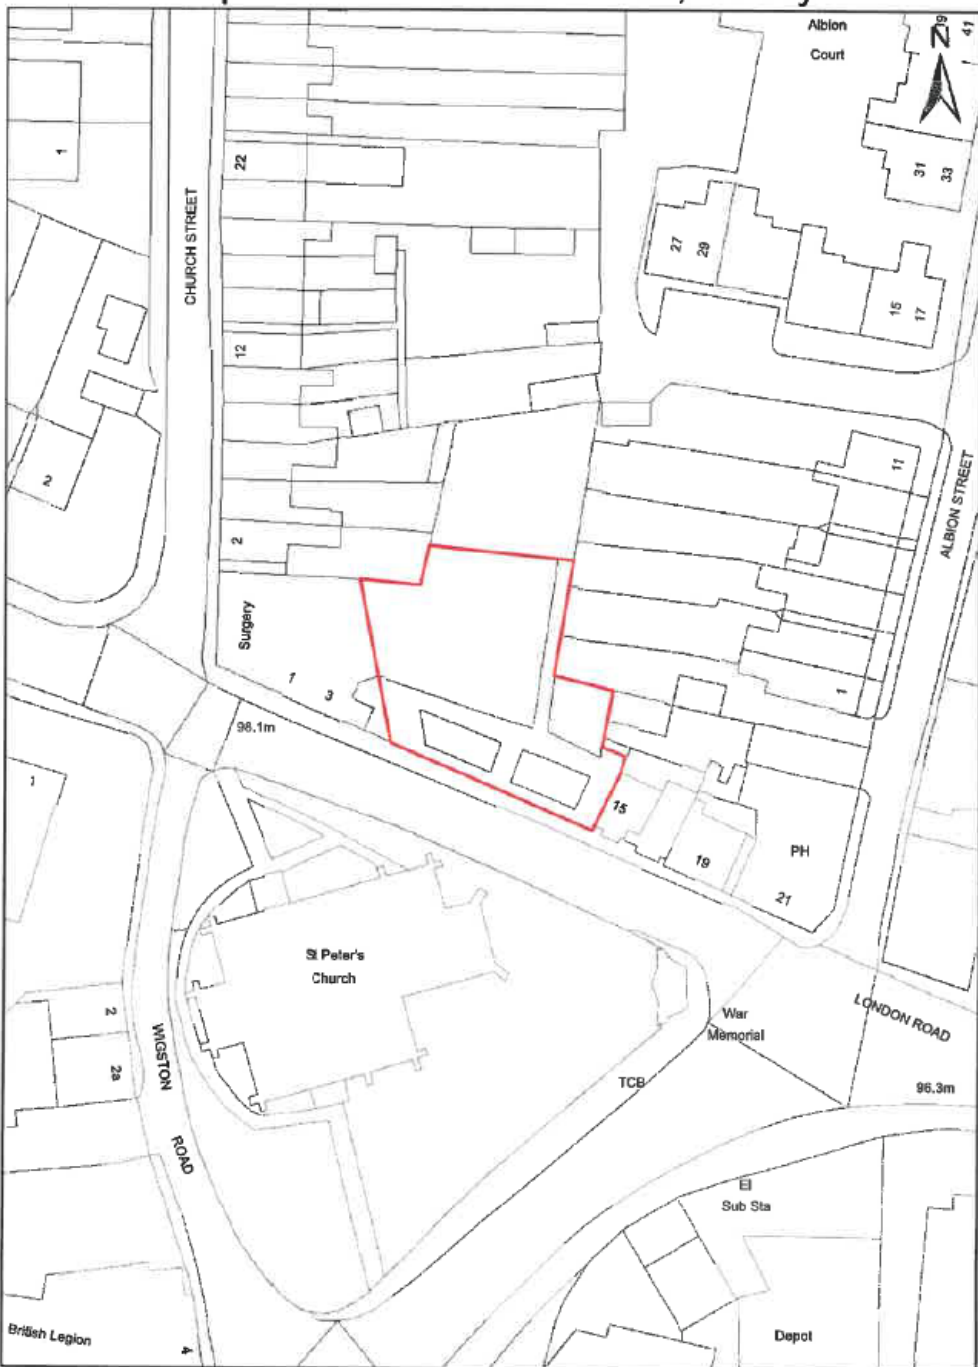 Albion
Court
19
41
N
1
31
33
22
CHURCH STREET
27
29
15
17
12
2
11
ALBION STREET
2
Surgery
1
3
1
98.1m
15
19
PH
21
1
St Peter's
Church
LONDON ROAD
War
Memorial
TCB
96.3m
2
2a
WIGSTON
ROAD
El
Sub Sta
British Legion
4
Depot